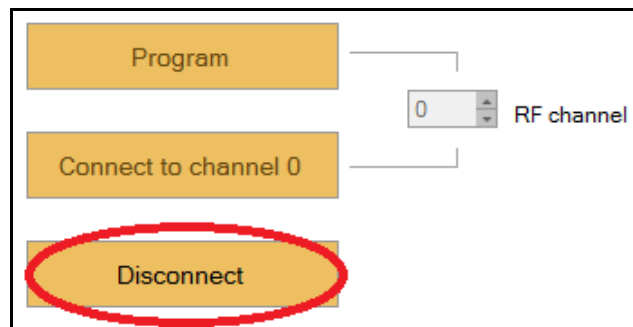 Program
0
RF channel
Connect to channel 0
Disconnect